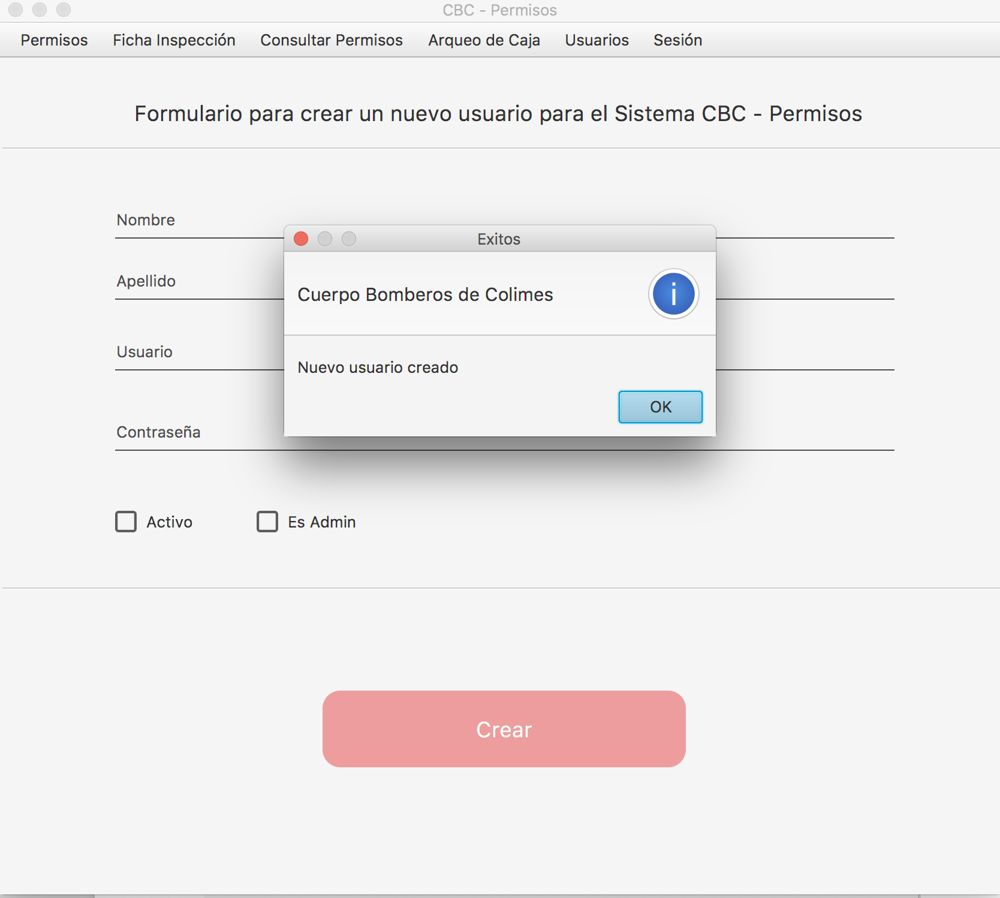 CBC - Permisos
Permisos Ficha Inspección Consultar Permisos Arqueo de Caja Usuarios Sesión
Formulario para crear un nuevo usuario para el Sistema CBC - Permisos
Nombre
Apellido
Usuario
Contraseña
Exitos
Cuerpo Bomberos de Colimes
i
Nuevo usuario creado
OK
Activo Es Admin
Crear